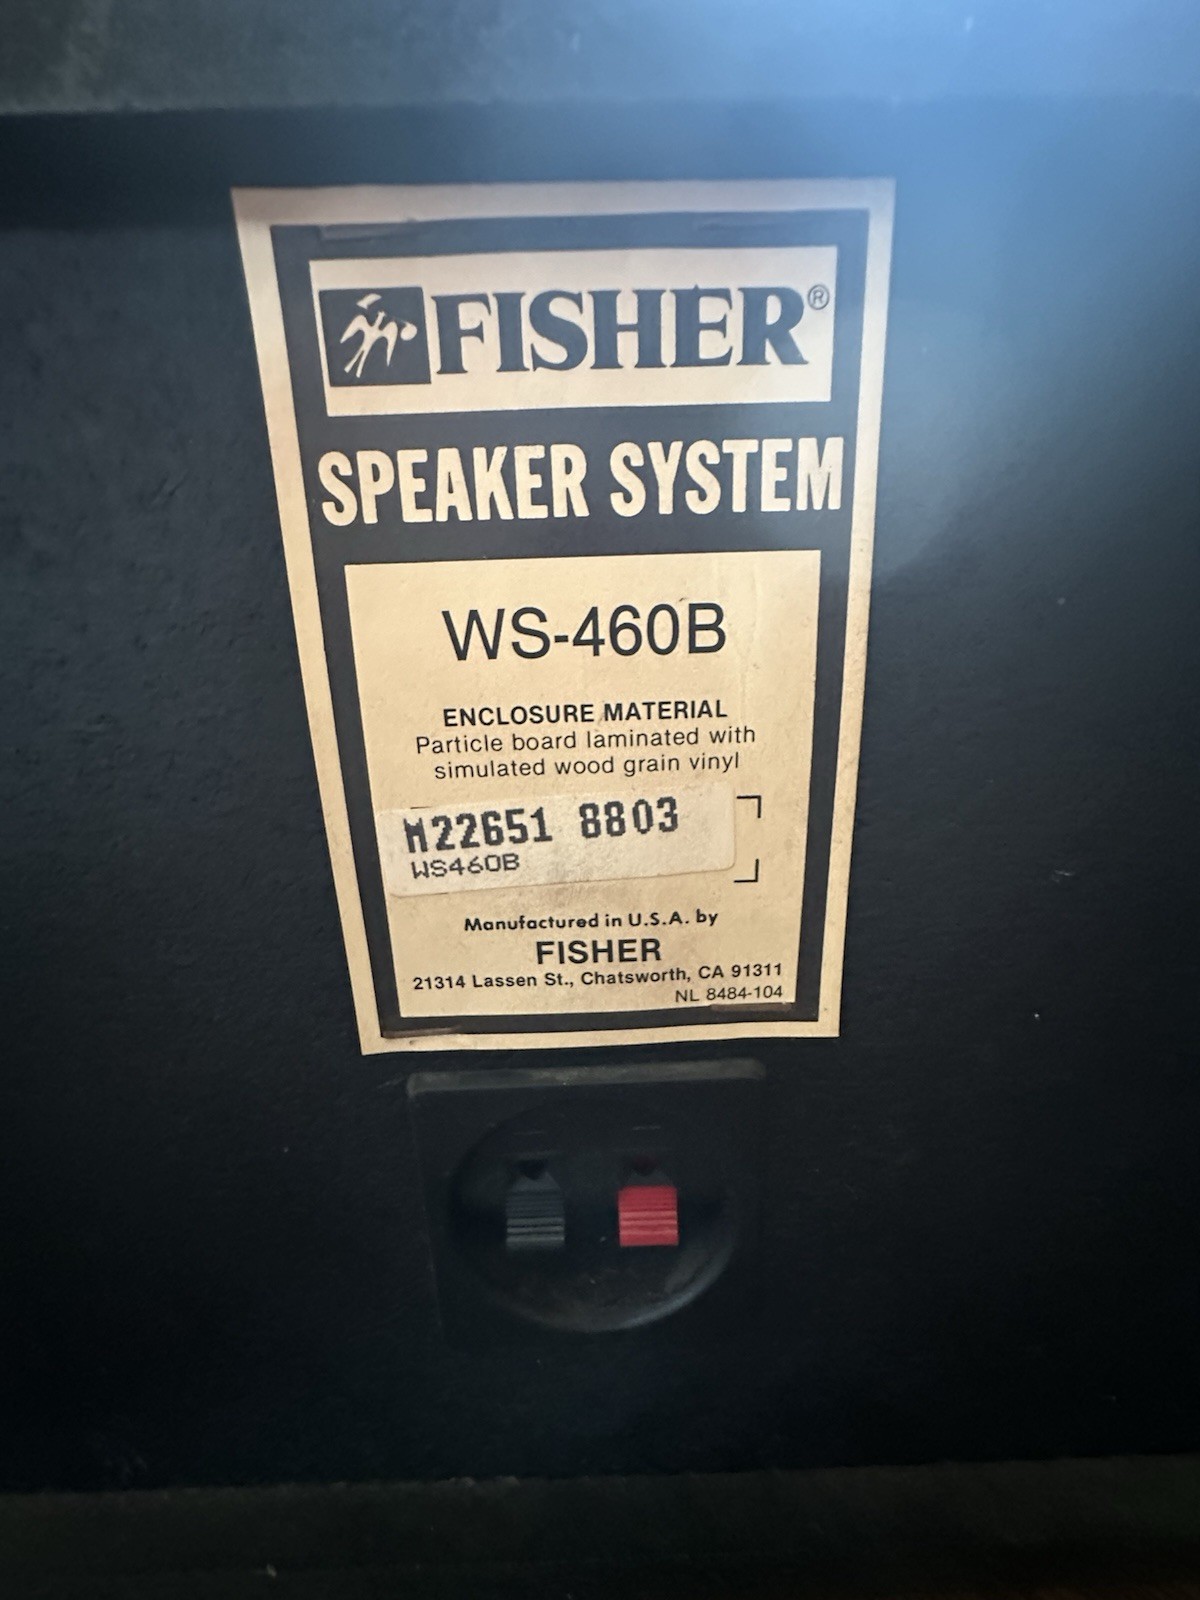 FISHER®
SPEAKER SYSTEM
WS-460B
ENCLOSURE MATERIAL
Particle board laminated with
simulated wood grain vinyl
M22651 8803
WS460B
Manufactured in U.S.A. by
FISHER
21314 Lassen St., Chatsworth, CA 91311
NL 8484-104